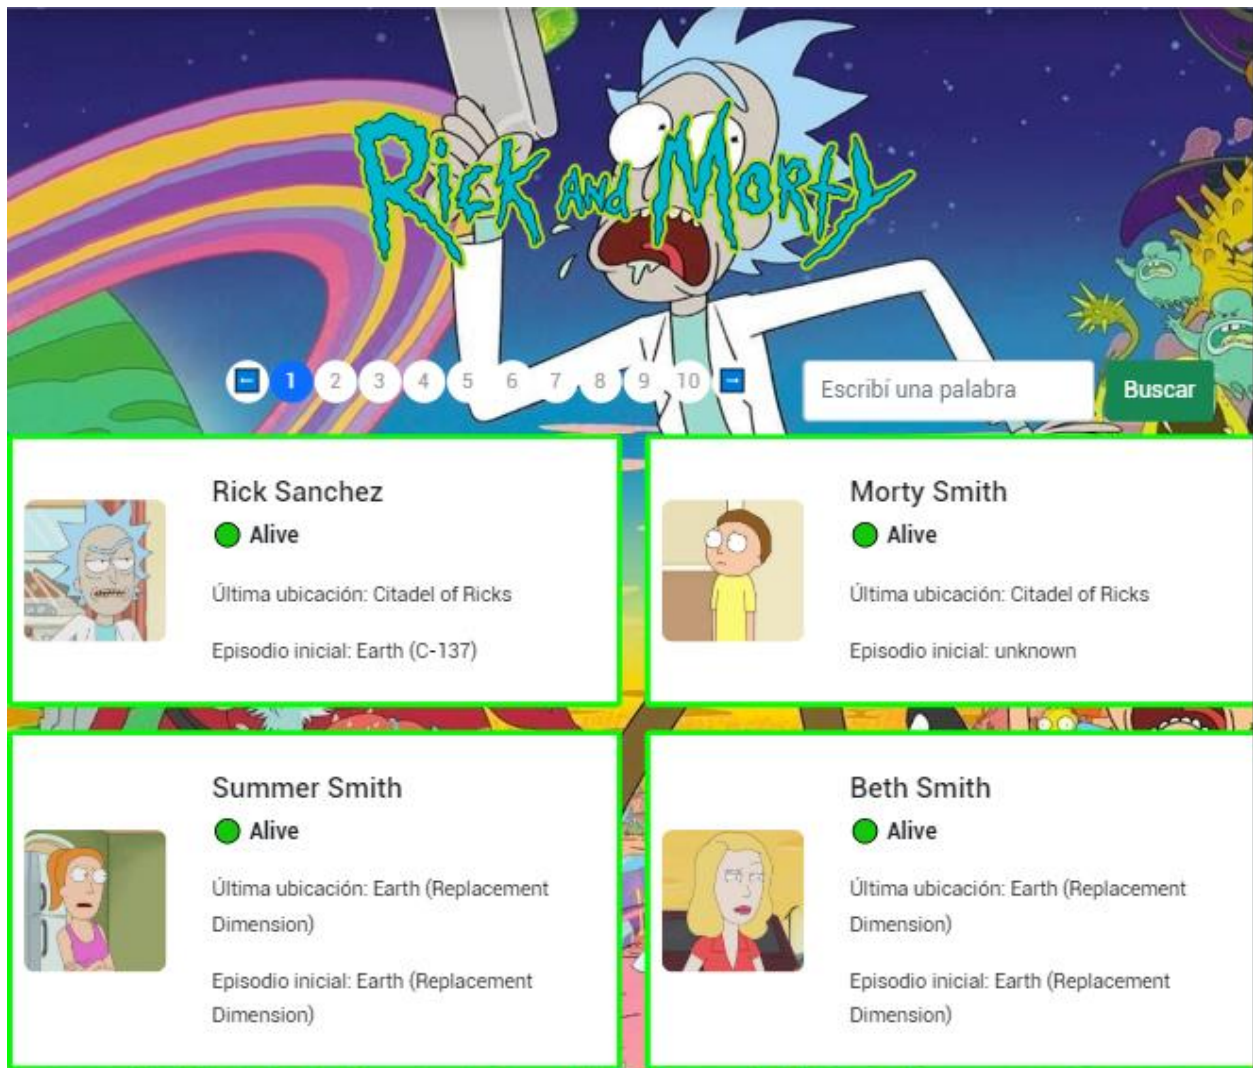 Rick and Morty
← 1 2 3 4 5 6 7 8 9 10 →
Escribí una palabra
Buscar
Rick Sanchez
Alive
Última ubicación: Citadel of Ricks
Episodio inicial: Earth (C-137)
Morty Smith
Alive
Última ubicación: Citadel of Ricks
Episodio inicial: unknown
Summer Smith
Alive
Última ubicación: Earth (Replacement
Dimension)
Episodio inicial: Earth (Replacement
Dimension)
Beth Smith
Alive
Última ubicación: Earth (Replacement
Dimension)
Episodio inicial: Earth (Replacement
Dimension)